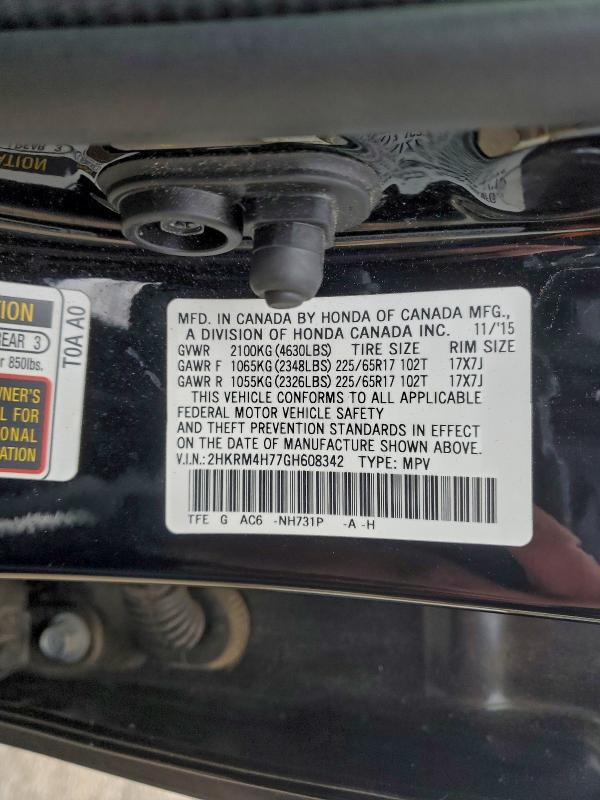 TION
REAR 3
r 850lbs.
WNER'S
L FOR
ONAL
ATION
T0A A0
MFD. IN CANADA BY HONDA OF CANADA MFG.,
A DIVISION OF HONDA CANADA INC. 11/'15
GVWR 2100KG(4630LBS) TIRE SIZE RIM SIZE
GAWR F 1065KG(2348LBS) 225/65R17 102T 17X7J
GAWR R 1055KG(2326LBS) 225/65R17 102T 17X7J
THIS VEHICLE CONFORMS TO ALL APPLICABLE
FEDERAL MOTOR VEHICLE SAFETY
AND THEFT PREVENTION STANDARDS IN EFFECT
ON THE DATE OF MANUFACTURE SHOWN ABOVE.
V.I.N.:2HKRM4H77GH608342 TYPE: MPV
TFE G AC6 -NH731P -A -H